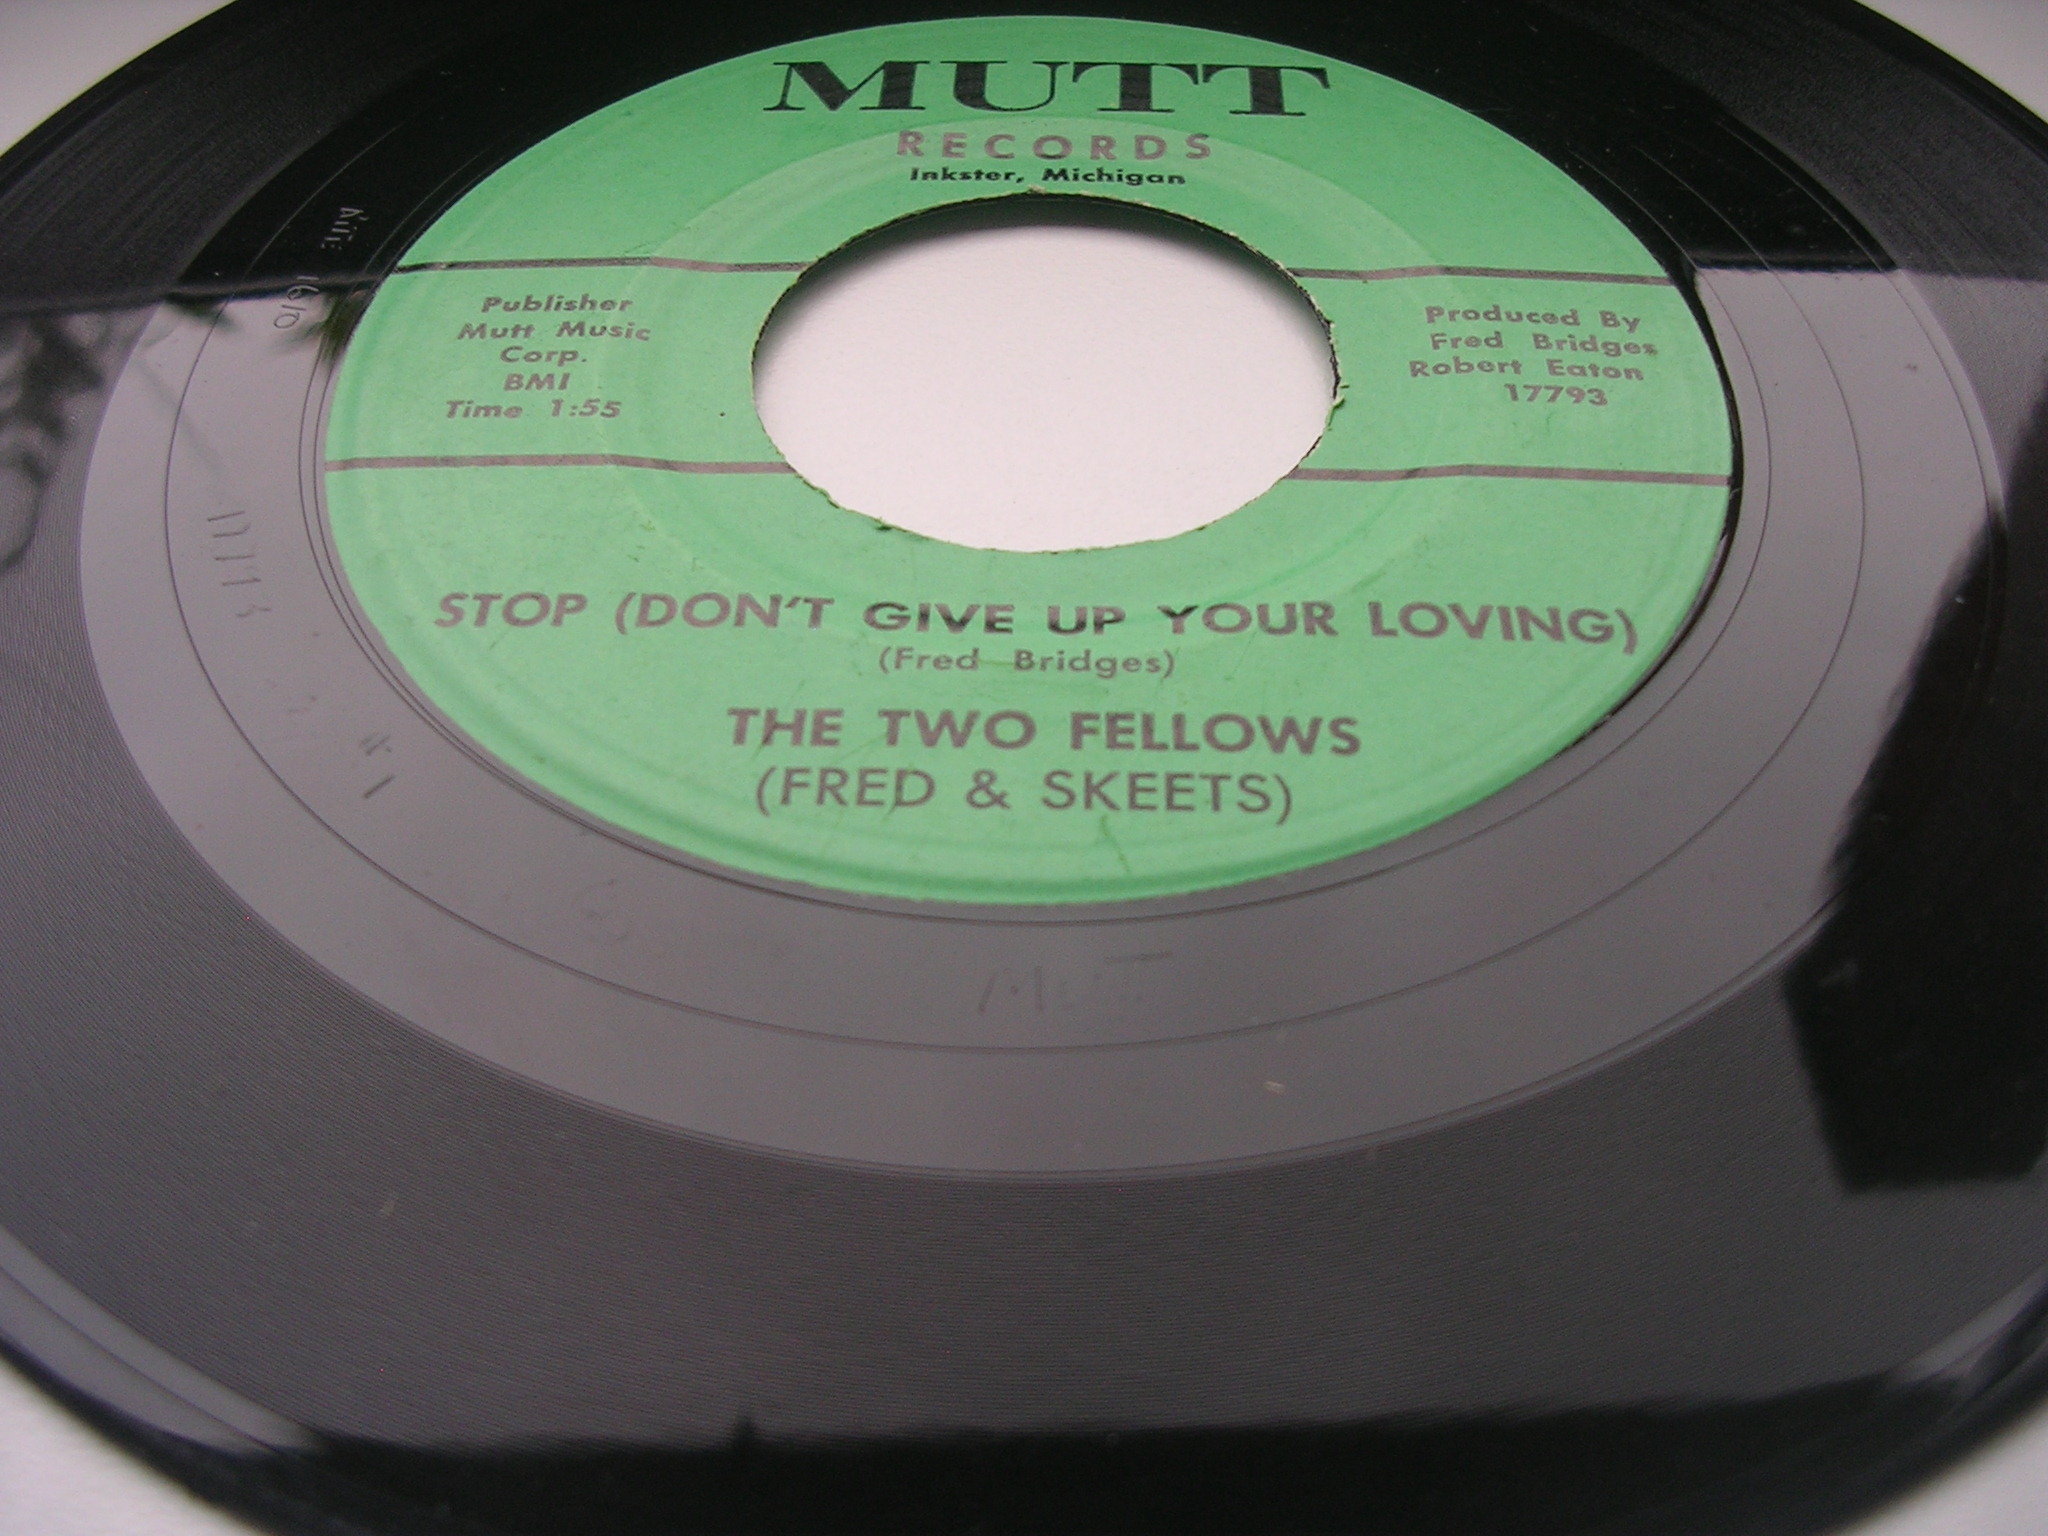 MUTT
RECORDS
Inkster, Michigan
Publisher
Mutt Music
Corp.
BMI
Time 1:55
Produced By
Fred Bridges
Robert Eaton
17793
STOP (DON'T GIVE UP YOUR LOVING)
(Fred Bridges)
THE TWO FELLOWS
(FRED & SKEETS)